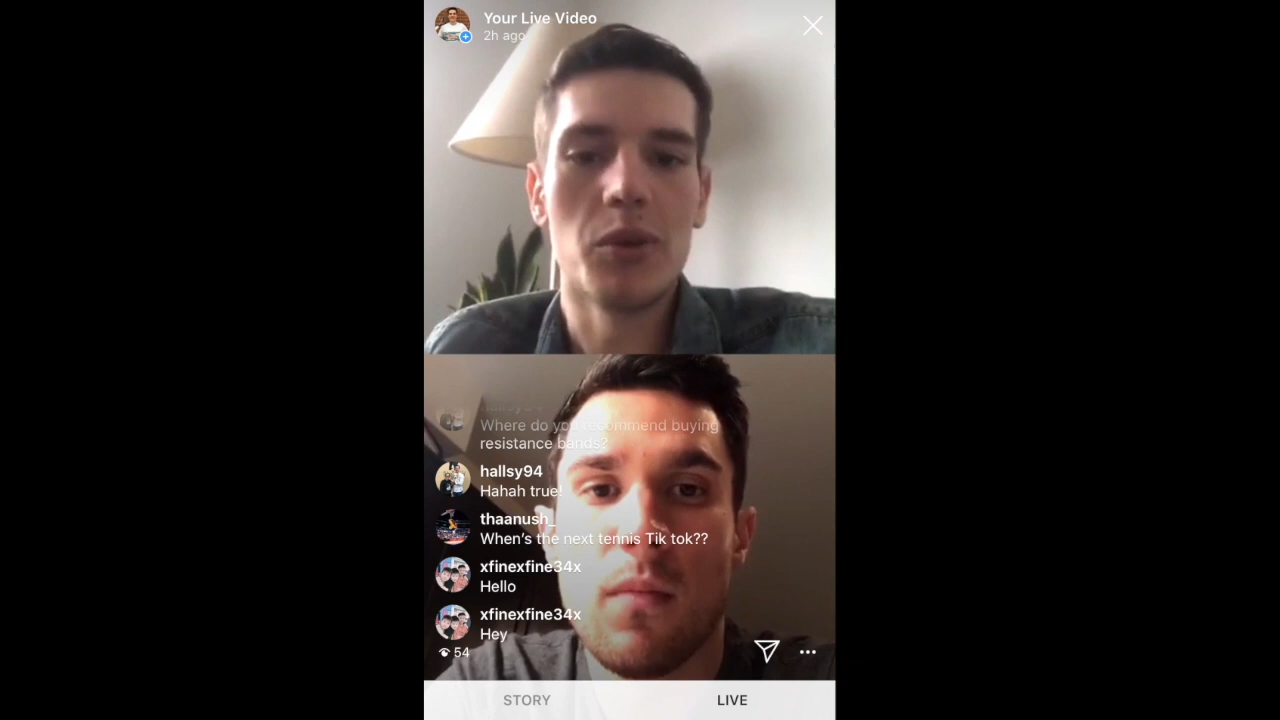 Your Live Video
2h ago
Where do you recommend buying
resistance bands?
hallsy94
Hahah true!
thaanush_
When's the next tennis Tik tok??
xfinexfine34x
Hello
xfinexfine34x
Hey
54
STORY
LIVE